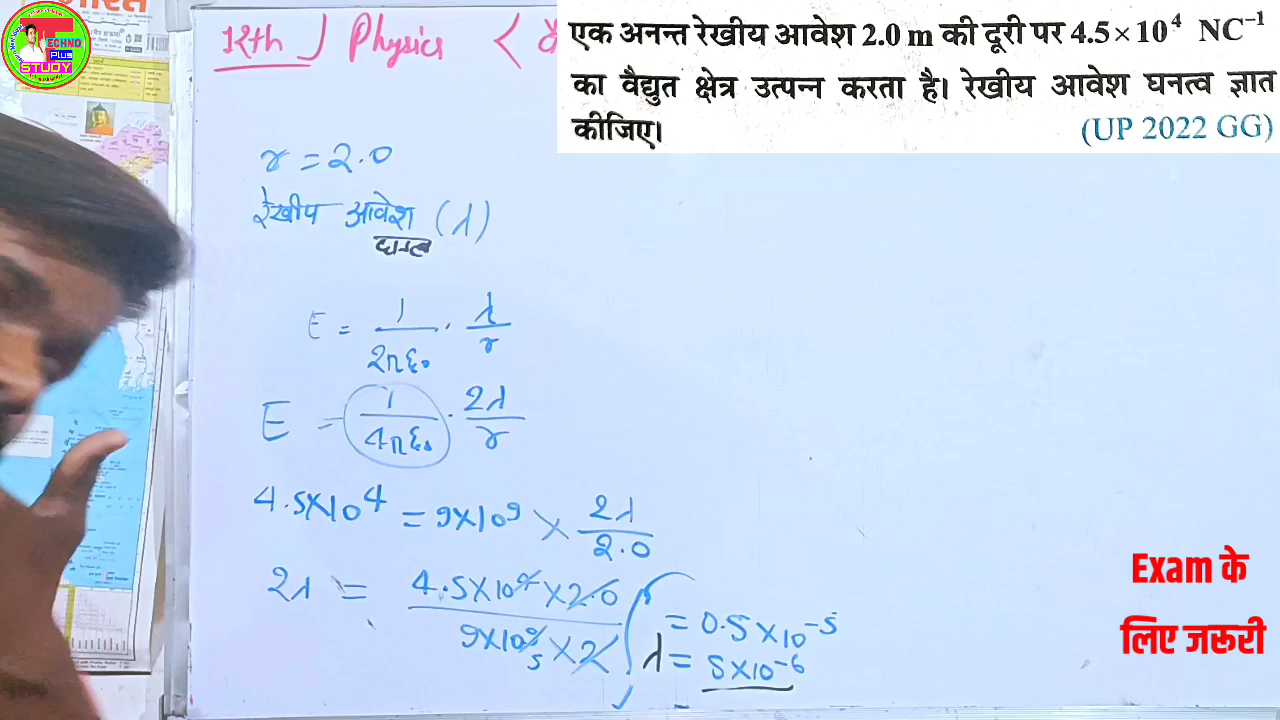 TECHNO
Plus
STUDY
12th Physics
एक अनन्त रेखीय आवेश 2.0 m की दूरी पर 4.5×10⁴ NC⁻¹
का वैद्युत क्षेत्र उत्पन्न करता है। रेखीय आवेश घनत्व ज्ञात
कीजिए।
(UP 2022 GG)
r = 2.0
रेखीय आवेश (λ)
घनत्व
E = 1/2πε₀ · λ/r
E = 1/4πε₀ · 2λ/r
4.5×10⁴ = 9×10⁹ × 2λ/2.0
2λ = 4.5×10⁴×2.0 / 9×10⁹×2
= 0.5×10⁻⁵
λ = 5×10⁻⁶
Exam के
लिए जरूरी